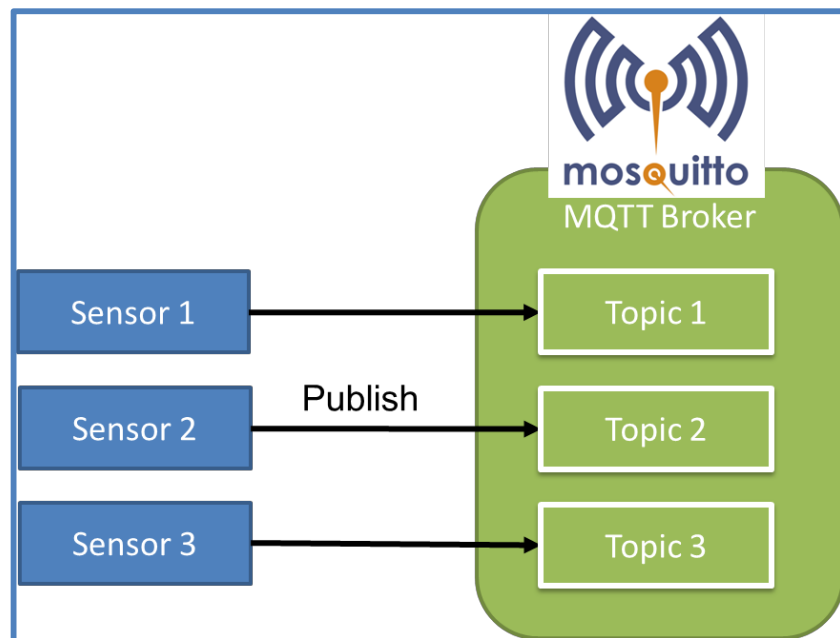 mosquitto
MQTT Broker
Sensor 1
Topic 1
Publish
Sensor 2
Topic 2
Sensor 3
Topic 3